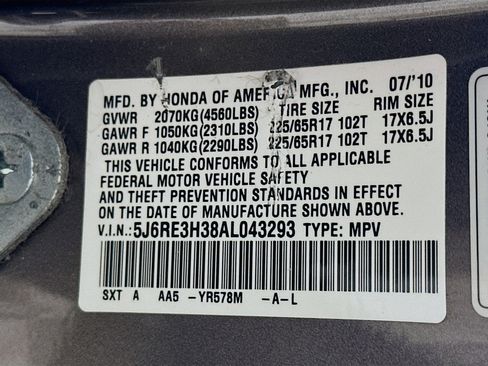 MFD. BY HONDA OF AMERICA MFG., INC. 07/'10
GVWR 2070KG(4560LBS) TIRE SIZE RIM SIZE
GAWR F 1050KG(2310LBS) 225/65R17 102T 17X6.5J
GAWR R 1040KG(2290LBS) 225/65R17 102T 17X6.5J
THIS VEHICLE CONFORMS TO ALL APPLICABLE
FEDERAL MOTOR VEHICLE SAFETY
AND THEFT PREVENTION STANDARDS IN EFFECT
ON THE DATE OF MANUFACTURE SHOWN ABOVE.
V.I.N.: 5J6RE3H38AL043293 TYPE: MPV
SXT A AA5 -YR578M -A-L